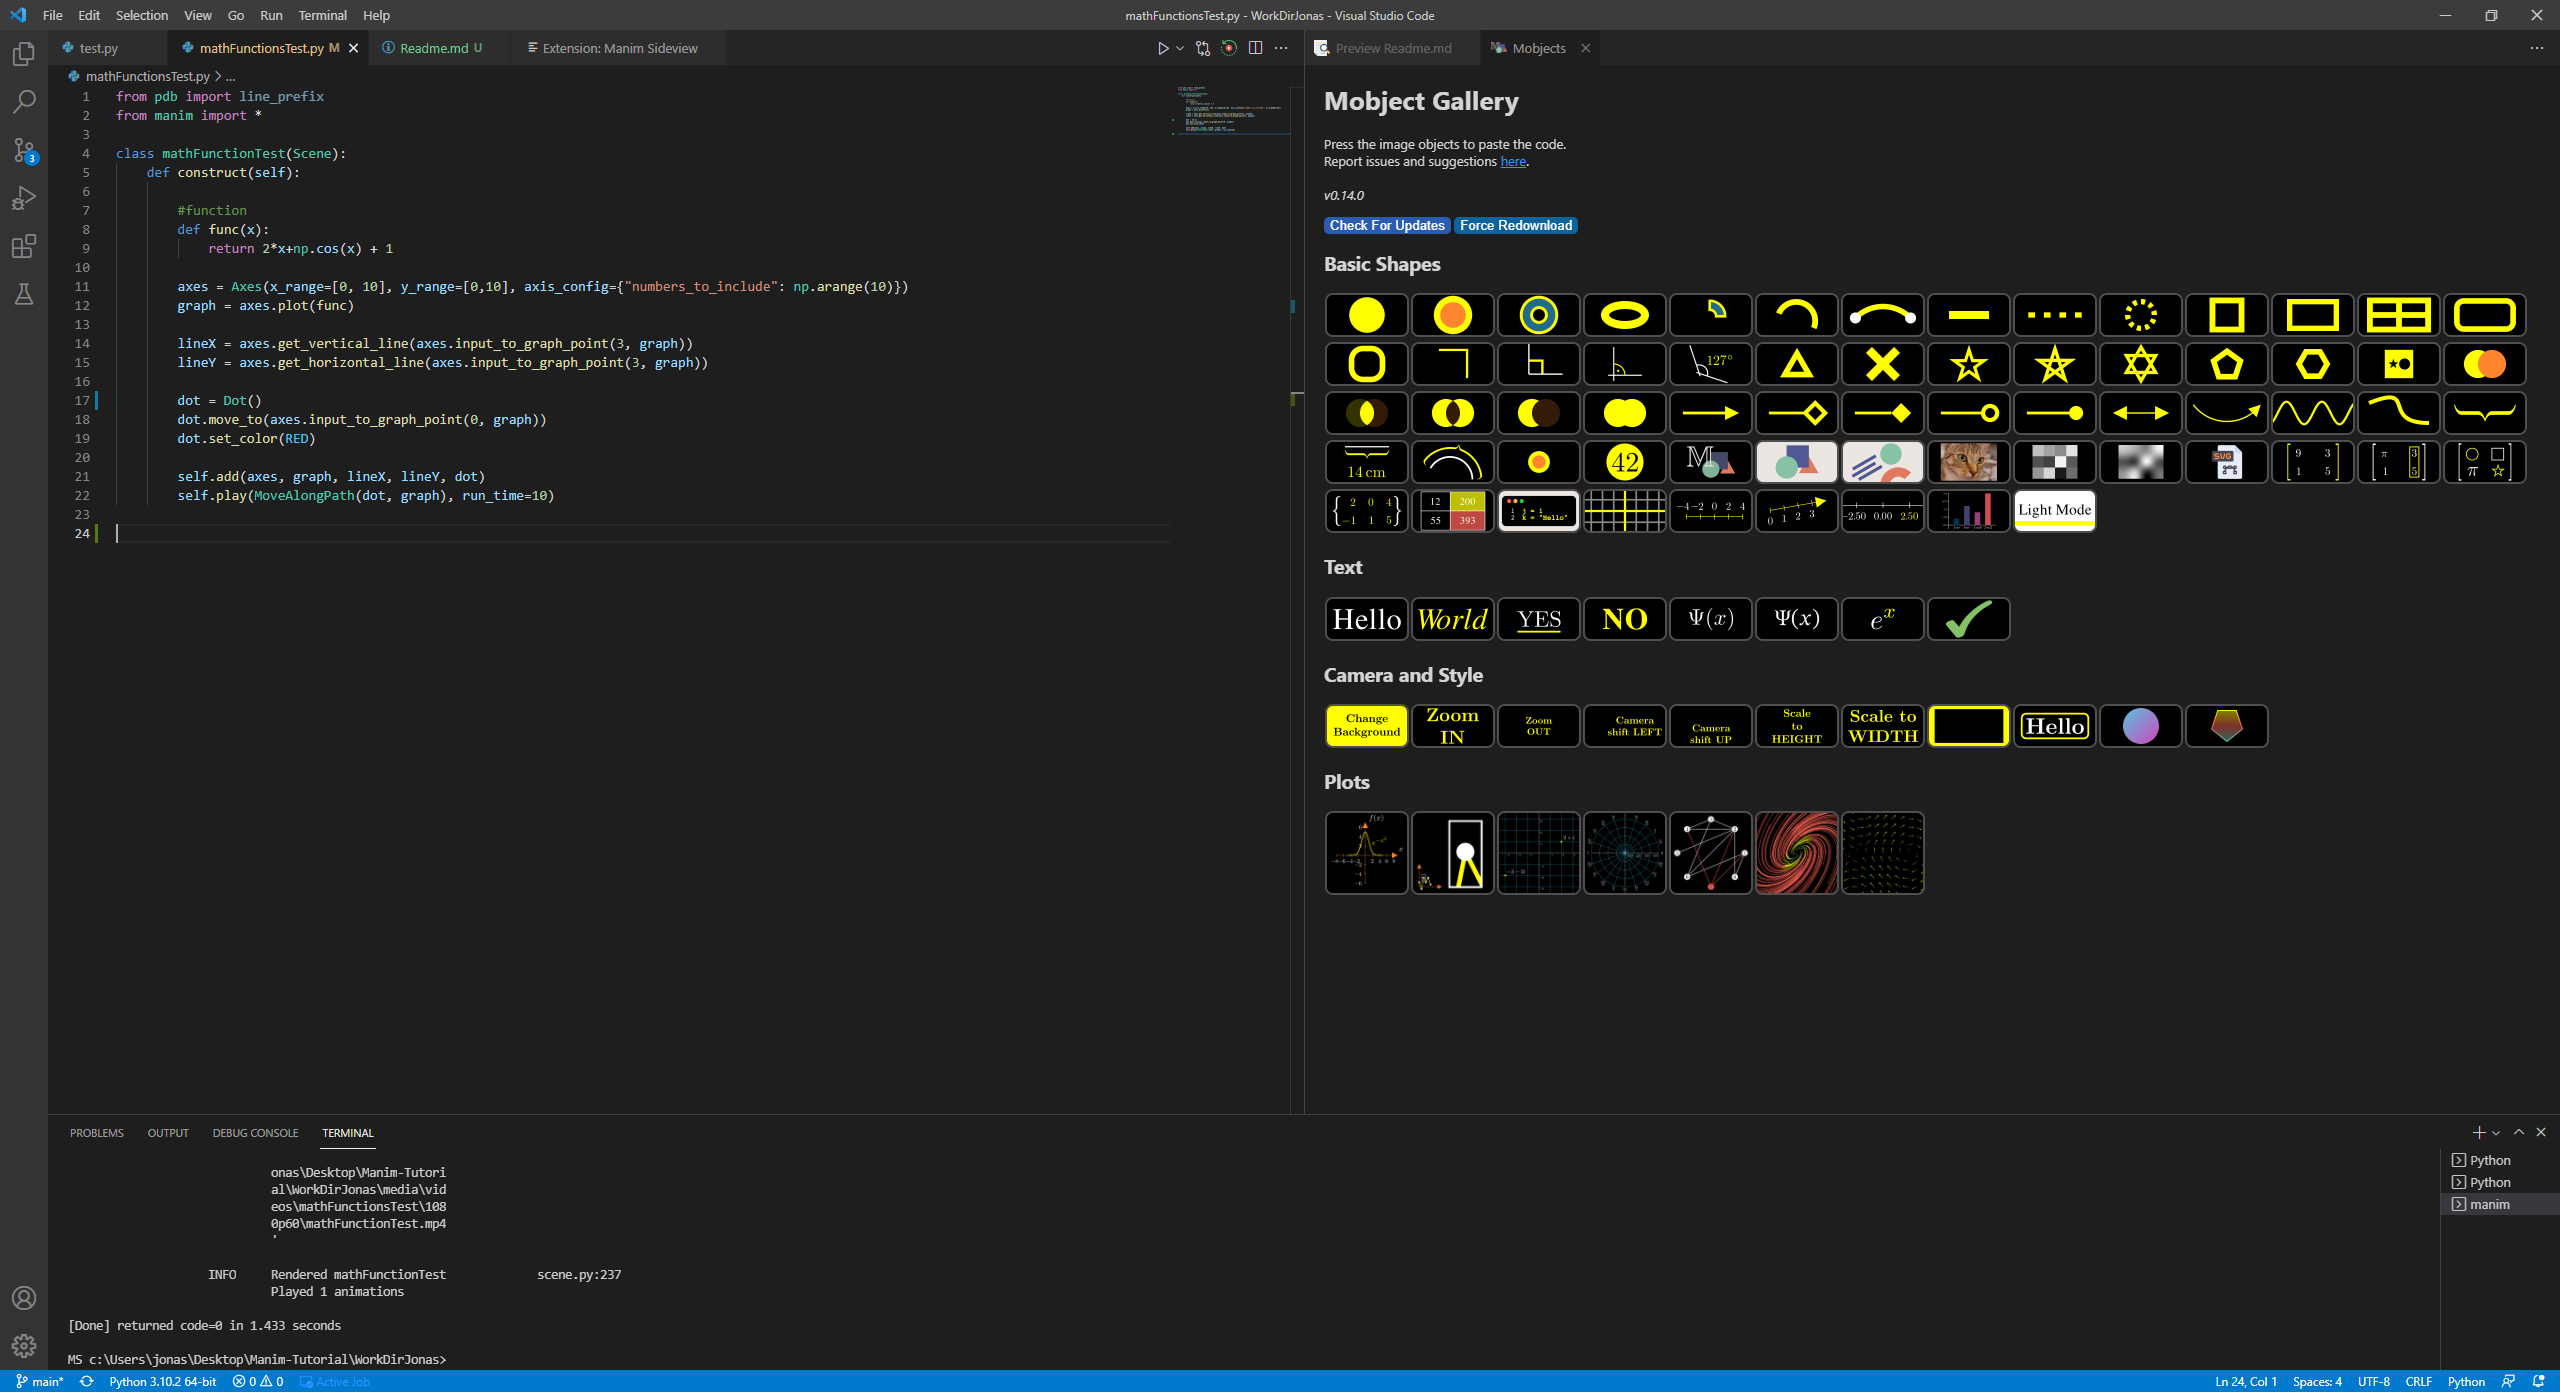 File Edit Selection View Go Run Terminal Help
mathFunctionsTest.py - WorkDirJonas - Visual Studio Code
test.py
mathFunctionsTest.py M
Readme.md U
Extension: Manim Sideview
Preview Readme.md
Mobjects
mathFunctionsTest.py > ...
1 from pdb import line_prefix
2 from manim import *
3
4 class mathFunctionTest(Scene):
5 def construct(self):
6
7 #function
8 def func(x):
9 return 2*x+np.cos(x) + 1
10
11 axes = Axes(x_range=[0, 10], y_range=[0,10], axis_config={"numbers_to_include": np.arange(10)})
12 graph = axes.plot(func)
13
14 lineX = axes.get_vertical_line(axes.input_to_graph_point(3, graph))
15 lineY = axes.get_horizontal_line(axes.input_to_graph_point(3, graph))
16
17 dot = Dot()
18 dot.move_to(axes.input_to_graph_point(0, graph))
19 dot.set_color(RED)
20
21 self.add(axes, graph, lineX, lineY, dot)
22 self.play(MoveAlongPath(dot, graph), run_time=10)
23
24
3
Mobject Gallery
Press the image objects to paste the code.
Report issues and suggestions here.
v0.14.0
Check For Updates Force Redownload
Basic Shapes
127°
14 cm
42
M
SVG
9 3
1 5
π 3
1 5
π
2 0 4
−1 1 5
12 200
55 393
1 j = 1
2 k = "Hello"
−4 −2 0 2 4
0 1 2 3
−2.50 0.00 2.50
Light Mode
Text
Hello World YES NO Ψ(x) Ψ(x) e^x
Camera and Style
Change Background
Zoom IN
Zoom OUT
Camera shift LEFT
Camera shift UP
Scale to HEIGHT
Scale to WIDTH
Hello
Plots
f(x)
PROBLEMS OUTPUT DEBUG CONSOLE TERMINAL
onas\Desktop\Manim-Tutori
al\WorkDirJonas\media\vid
eos\mathFunctionsTest\108
0p60\mathFunctionTest.mp4
'
INFO Rendered mathFunctionTest scene.py:237
Played 1 animations
[Done] returned code=0 in 1.433 seconds
MS c:\Users\jonas\Desktop\Manim-Tutorial\WorkDirJonas>
Python
Python
manim
main* Python 3.10.2 64-bit 0 0 Active Job
Ln 24, Col 1 Spaces: 4 UTF-8 CRLF Python